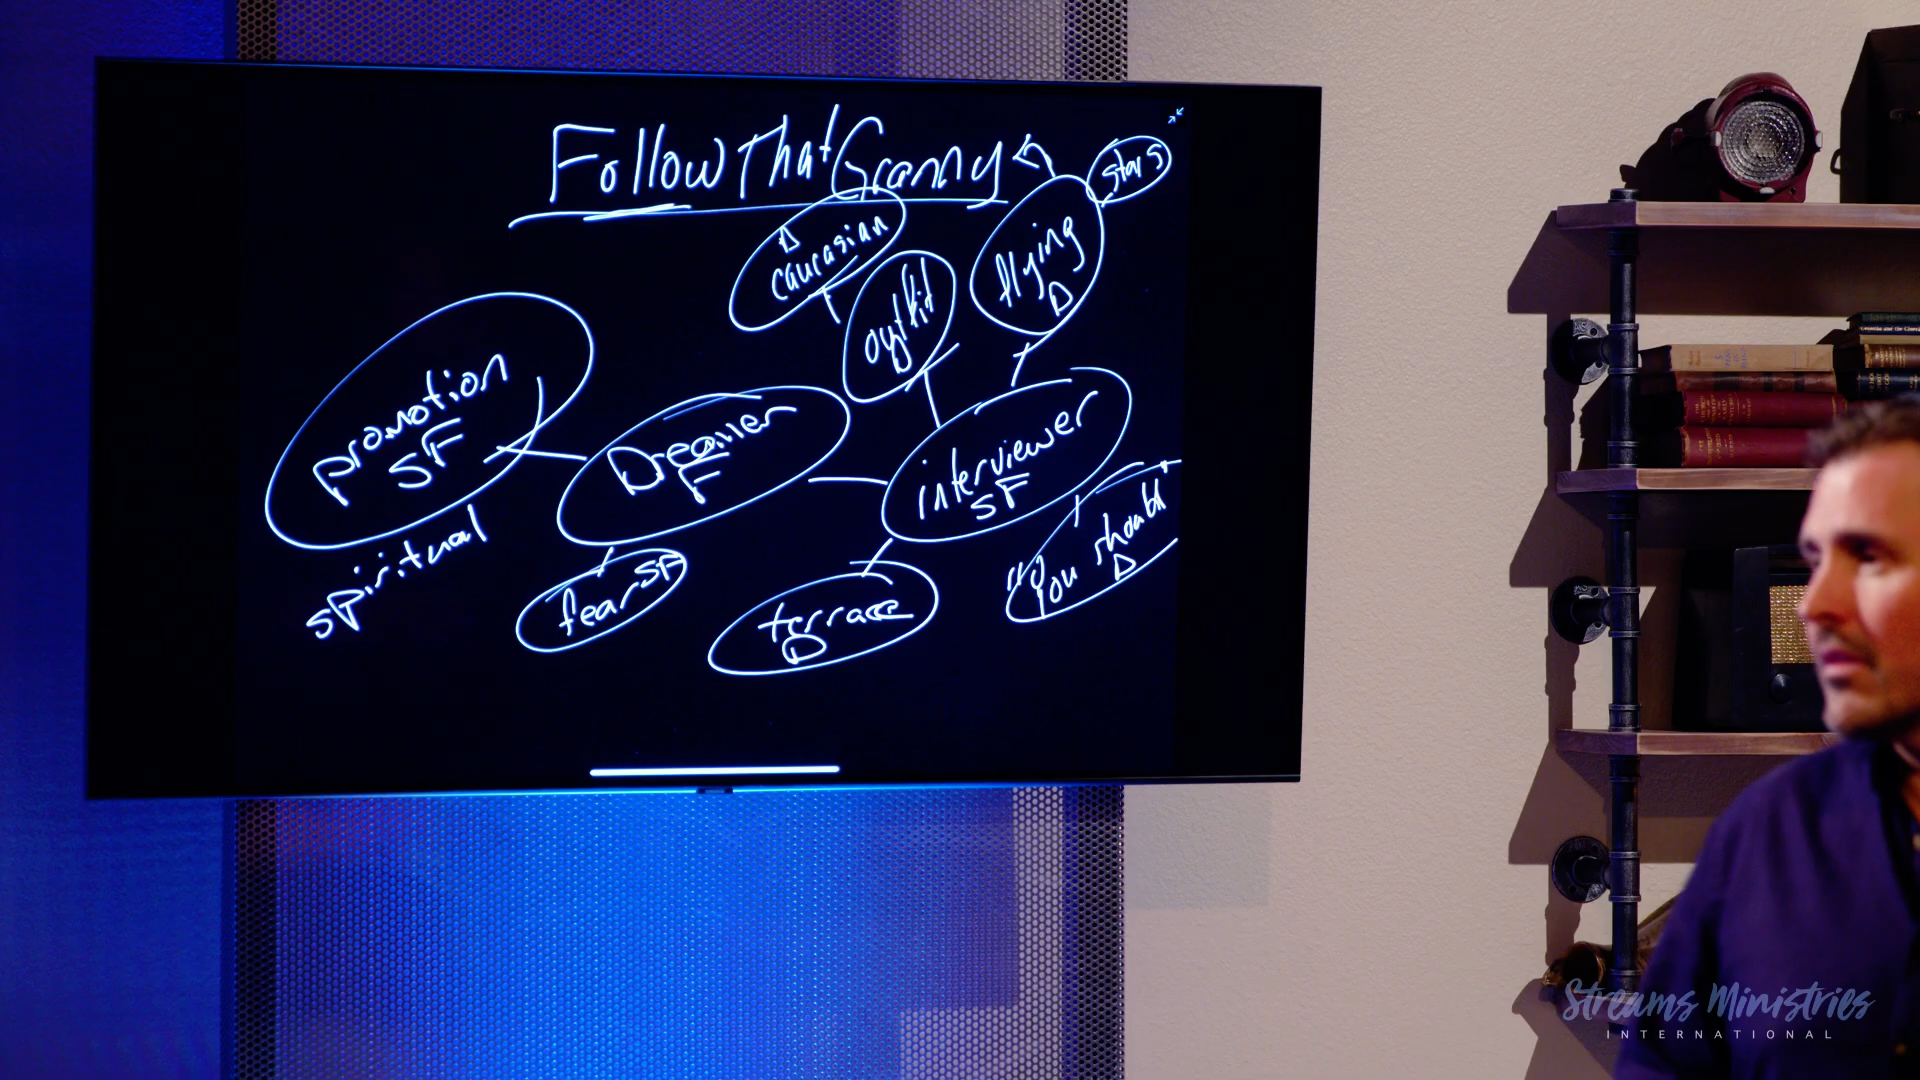 Follow That Granny
stars
D
caucasian
outfit
flying
D
promotion
SF
spiritual
Dreamer
F
interviewer
SF
fear SF
terrace
D
"You should
D
Streams Ministries
INTERNATIONAL